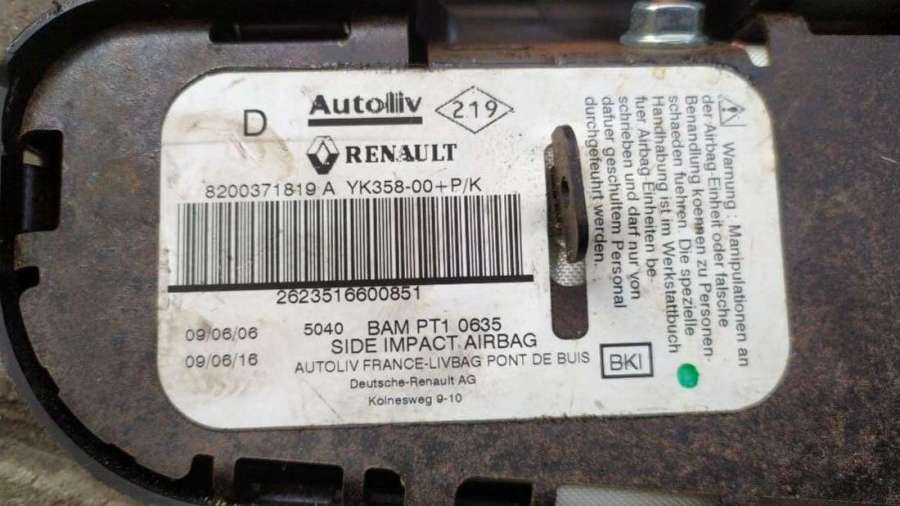 D
Autoliv
219
RENAULT
8200371819 A YK358-00+P/K
2623516600851
09/06/06
09/06/16
5040 BAM PT1 0635
SIDE IMPACT AIRBAG
AUTOLIV FRANCE-LIVBAG PONT DE BUIS
Deutsche-Renault AG
Kölnesweg 9-10
BKI
Warnung : Manipulationen an
der Airbag-Einheit oder falsche
Benandlung koennen zu Personen-
schaeden fuehren. Die spezielle
Handhabung ist im Werkstattbuch
fuer Airbag-Einheiten be-
schrieben und darf nur von
dafuer geschultem Personal
durchgefeuhrt werden.